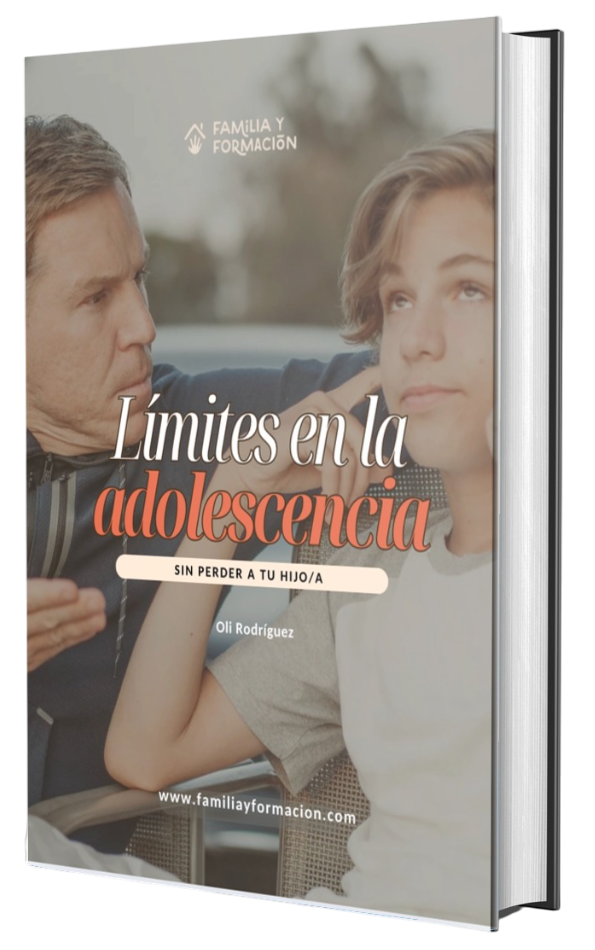 FAMiLIA Y
FORMACIÓN
Límites en la
adolescencia
SIN PERDER A TU HIJO/A
Oli Rodríguez
www.familiayformacion.com